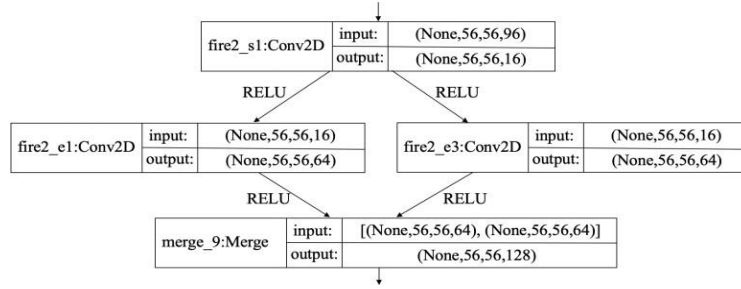 fire2_s1:Conv2D
input: (None,56,56,96)
output: (None,56,56,16)
RELU RELU
fire2_e1:Conv2D
input: (None,56,56,16)
output: (None,56,56,64)
fire2_e3:Conv2D
input: (None,56,56,16)
output: (None,56,56,64)
RELU RELU
merge_9:Merge
input: [(None,56,56,64), (None,56,56,64)]
output: (None,56,56,128)